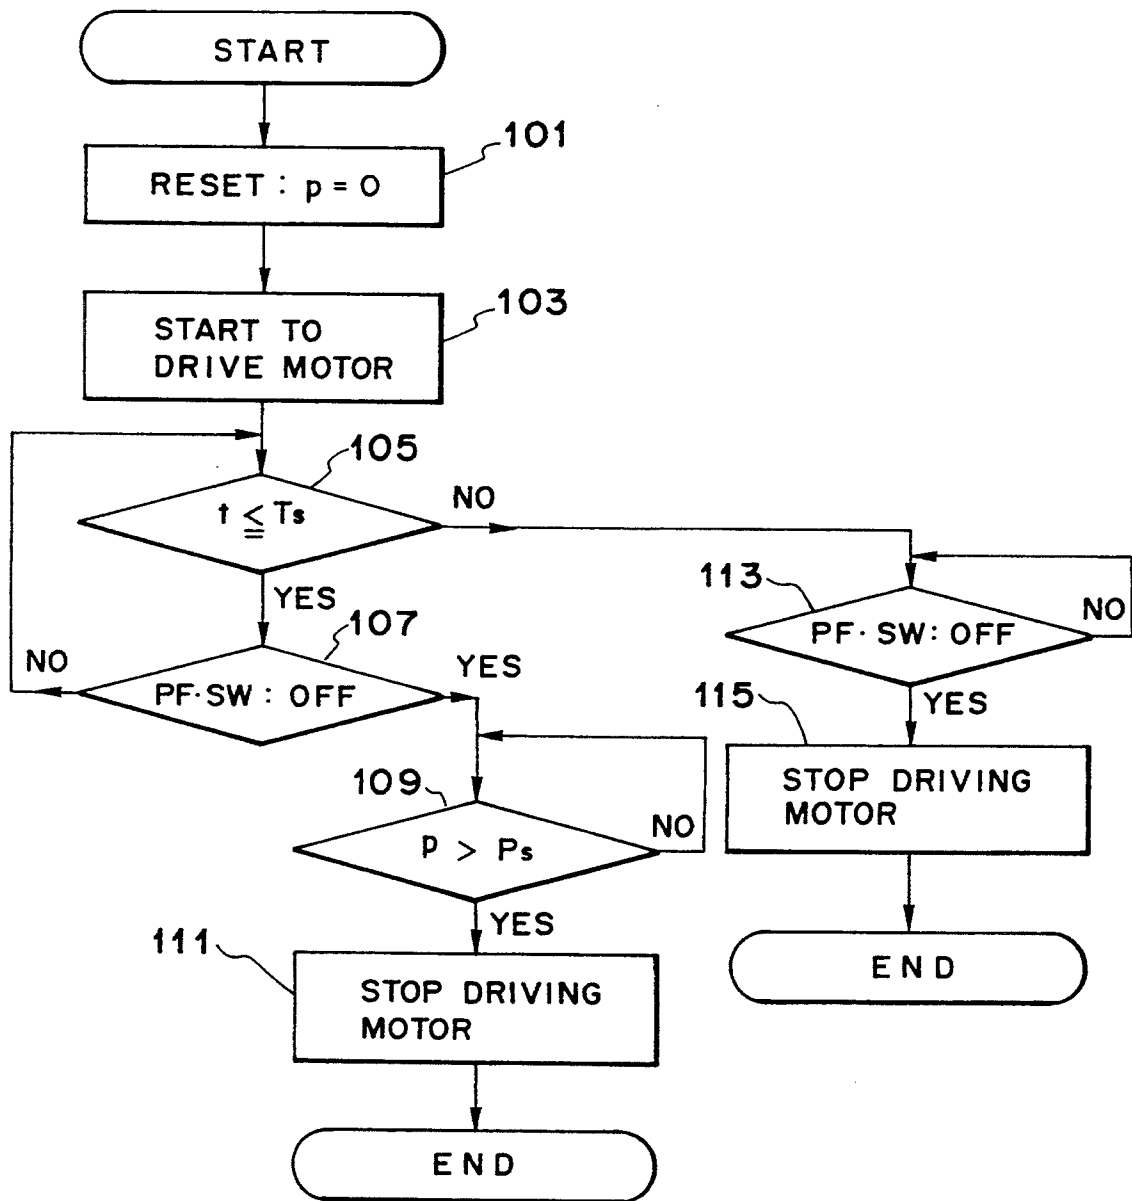 START
101
RESET : p = 0
103
START TO
DRIVE MOTOR
105
t ≦ Ts
NO
YES
107
PF·SW : OFF
NO
YES
109
p > Ps
NO
YES
111
STOP DRIVING
MOTOR
END
113
PF·SW : OFF
NO
YES
115
STOP DRIVING
MOTOR
END